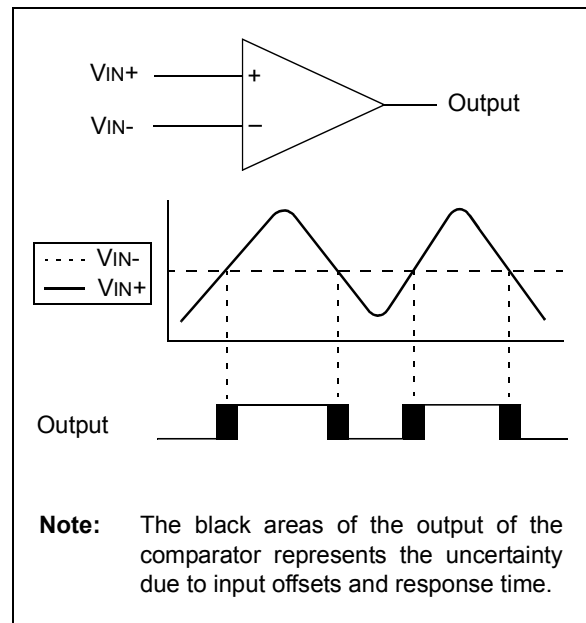 VIN+
+
Output
VIN-
–
VIN-
VIN+
Output
Note: The black areas of the output of the
comparator represents the uncertainty
due to input offsets and response time.